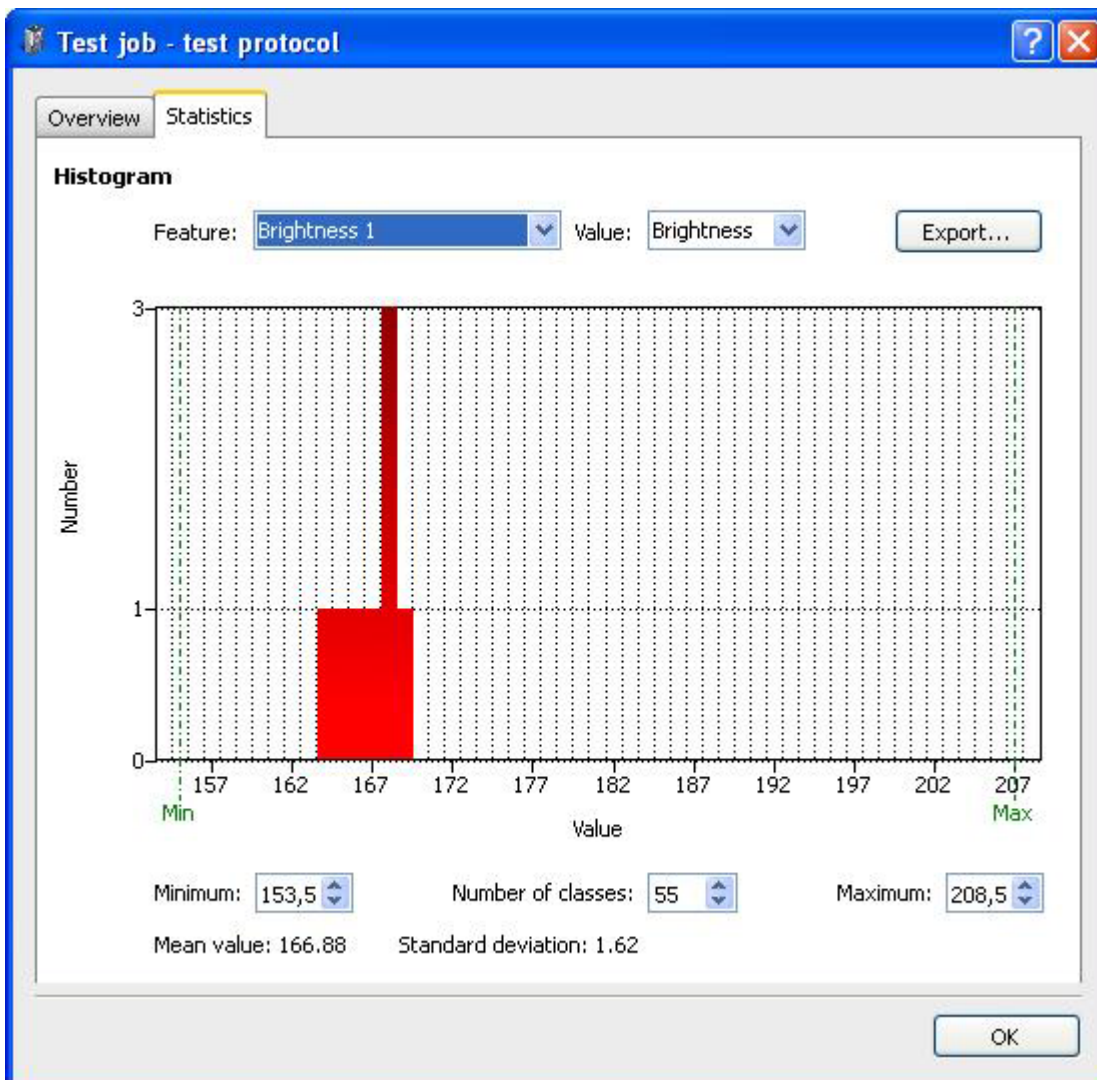 Test job - test protocol
Overview Statistics
Histogram
Feature: Brightness 1 Value: Brightness Export...
3
Number
1
0
157 162 167 172 177 182 187 192 197 202 207
Min Max
Value
Minimum: 153,5 Number of classes: 55 Maximum: 208,5
Mean value: 166.88 Standard deviation: 1.62
OK